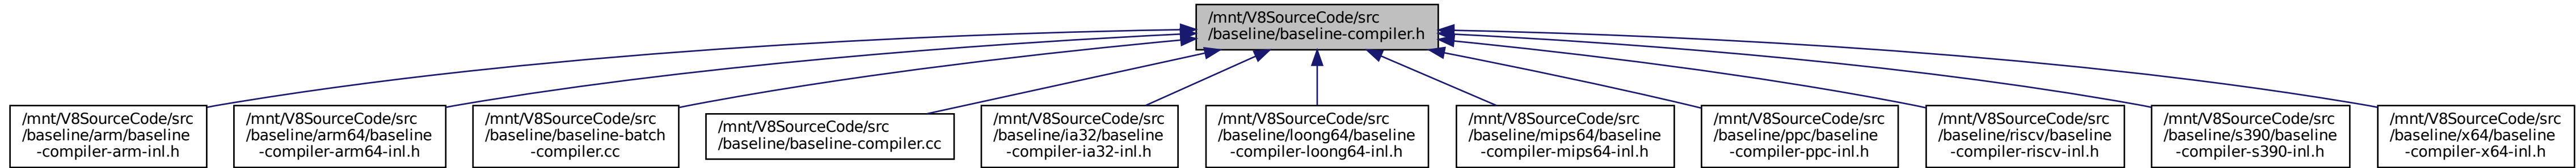 /mnt/V8SourceCode/src
/baseline/baseline-compiler.h
/mnt/V8SourceCode/src
/baseline/arm/baseline
-compiler-arm-inl.h
/mnt/V8SourceCode/src
/baseline/arm64/baseline
-compiler-arm64-inl.h
/mnt/V8SourceCode/src
/baseline/baseline-batch
-compiler.cc
/mnt/V8SourceCode/src
/baseline/baseline-compiler.cc
/mnt/V8SourceCode/src
/baseline/ia32/baseline
-compiler-ia32-inl.h
/mnt/V8SourceCode/src
/baseline/loong64/baseline
-compiler-loong64-inl.h
/mnt/V8SourceCode/src
/baseline/mips64/baseline
-compiler-mips64-inl.h
/mnt/V8SourceCode/src
/baseline/ppc/baseline
-compiler-ppc-inl.h
/mnt/V8SourceCode/src
/baseline/riscv/baseline
-compiler-riscv-inl.h
/mnt/V8SourceCode/src
/baseline/s390/baseline
-compiler-s390-inl.h
/mnt/V8SourceCode/src
/baseline/x64/baseline
-compiler-x64-inl.h